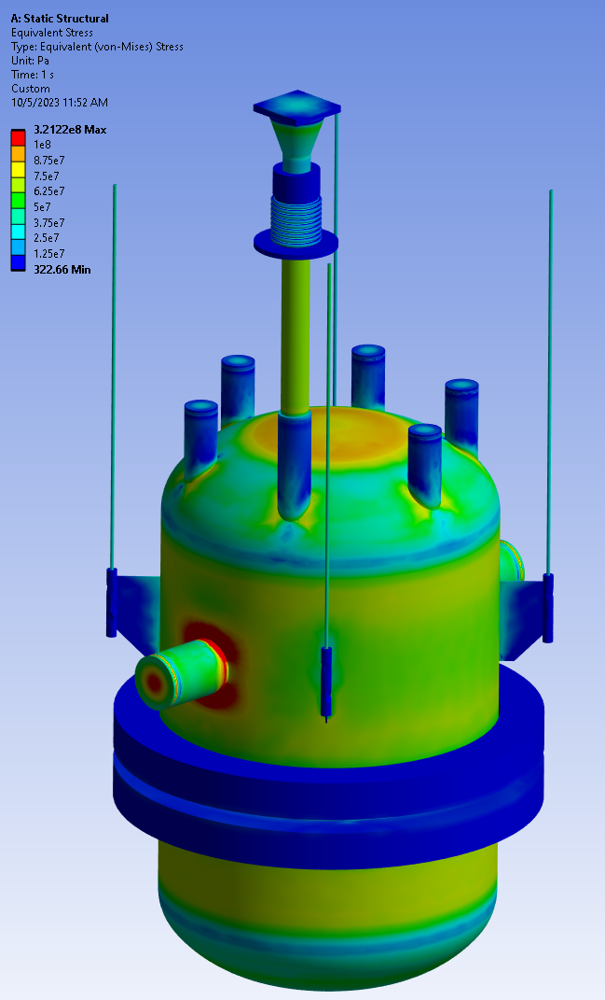 A: Static Structural
Equivalent Stress
Type: Equivalent (von-Mises) Stress
Unit: Pa
Time: 1 s
Custom
10/5/2023 11:52 AM
3.2122e8 Max
1e8
8.75e7
7.5e7
6.25e7
5e7
3.75e7
2.5e7
1.25e7
322.66 Min